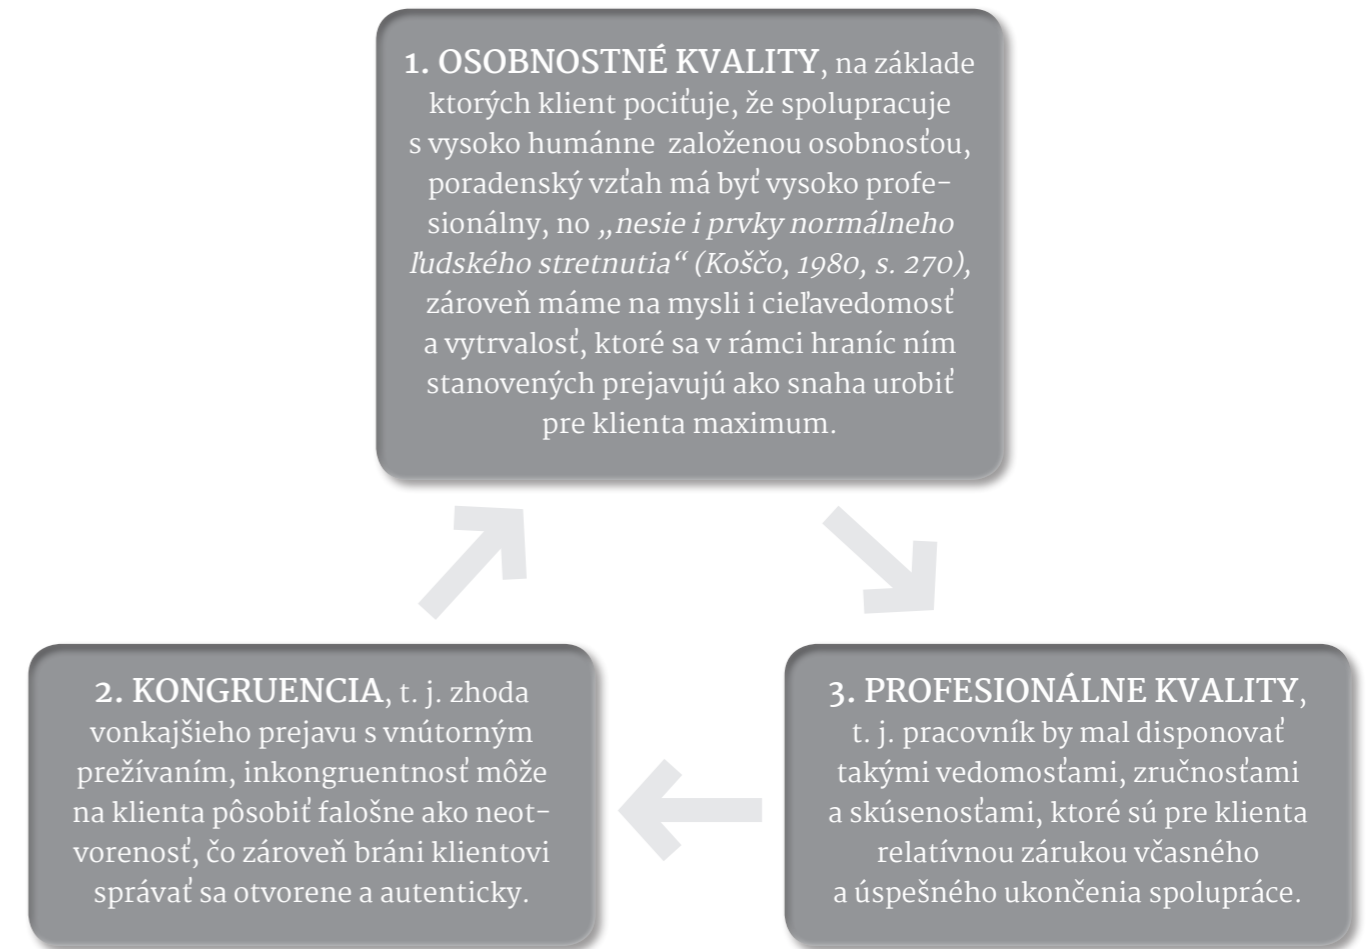 1. OSOBNOSTNÉ KVALITY, na základe
ktorých klient pociťuje, že spolupracuje
s vysoko humánne založenou osobnosťou,
poradenský vzťah má byť vysoko profe-
sionálny, no „nesie i prvky normálneho
ľudského stretnutia“ (Koščo, 1980, s. 270),
zároveň máme na mysli i cieľavedomosť
a vytrvalosť, ktoré sa v rámci hraníc ním
stanovených prejavujú ako snaha urobiť
pre klienta maximum.
2. KONGRUENCIA, t. j. zhoda
vonkajšieho prejavu s vnútorným
prežívaním, inkongruentnosť môže
na klienta pôsobiť falošne ako neot-
vorenosť, čo zároveň bráni klientovi
správať sa otvorene a autenticky.
3. PROFESIONÁLNE KVALITY,
t. j. pracovník by mal disponovať
takými vedomosťami, zručnosťami
a skúsenosťami, ktoré sú pre klienta
relatívnou zárukou včasného
a úspešného ukončenia spolupráce.